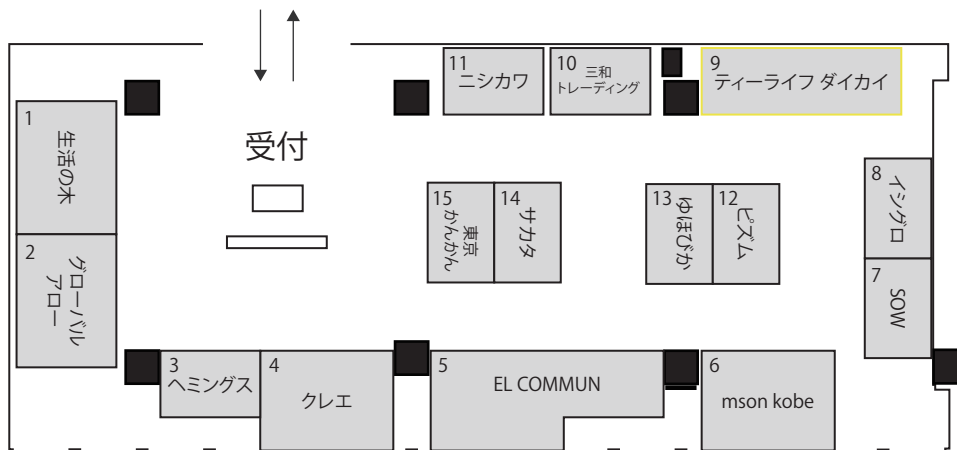 11
ニシカワ
10
三和
トレーディング
9
ティーライフ ダイカイ
1
生活の木
受付
8
イシグロ
15
東京
かんかん
14
サカタ
13
ゆほびか
12
ピズム
2
グローバル
アロー
7
SOW
3
ヘミングス
4
クレエ
5
EL COMMUN
6
mson kobe